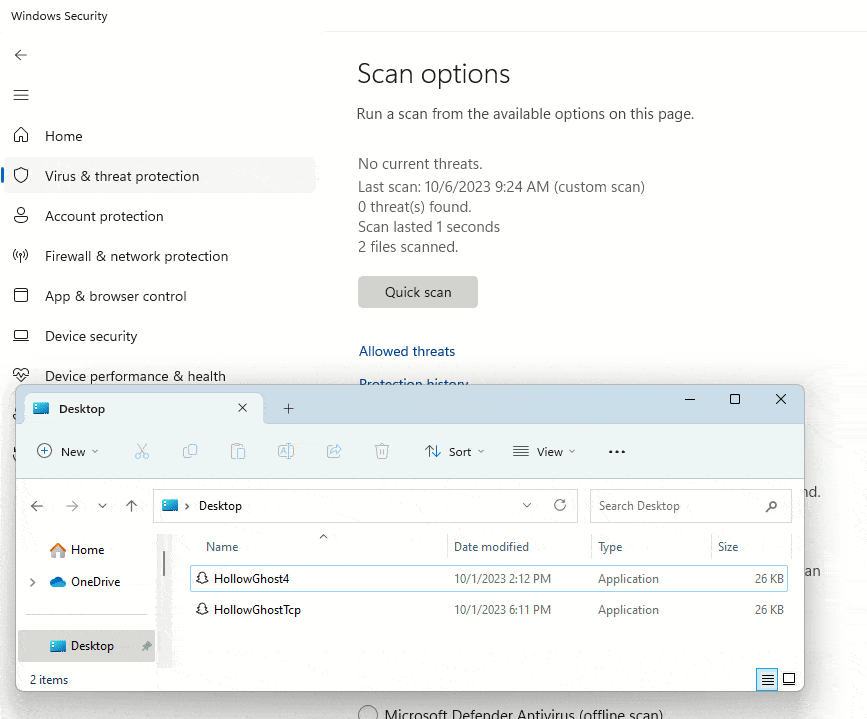 Windows Security
Home
Virus & threat protection
Account protection
Firewall & network protection
App & browser control
Device security
Device performance & health
Scan options
Run a scan from the available options on this page.
No current threats.
Last scan: 10/6/2023 9:24 AM (custom scan)
0 threat(s) found.
Scan lasted 1 seconds
2 files scanned.
Quick scan
Allowed threats
Protection history
Desktop
New
Sort
View
Desktop
Search Desktop
Home
OneDrive
Desktop
Name Date modified Type Size
HollowGhost4 10/1/2023 2:12 PM Application 26 KB
HollowGhostTcp 10/1/2023 6:11 PM Application 26 KB
2 items
Microsoft Defender Antivirus (offline scan)